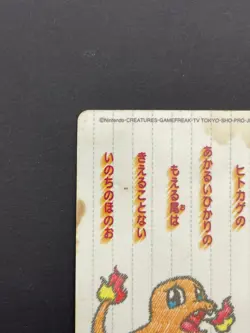 ©Nintendo･CREATURES･GAMEFREAK･TV TOKYO･SHO-PRO･J
ヒトカゲの
あかるいひかりの
もえる尾は
きえることない
いのちのほのお